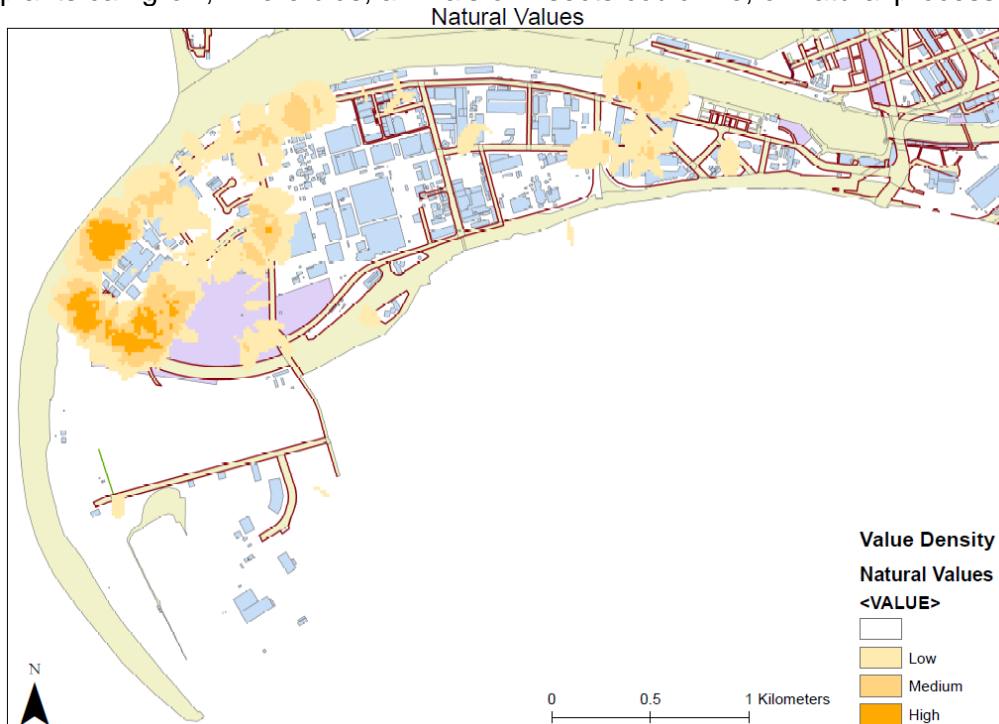 Natural Values
Value Density
Natural Values
<VALUE>
Low
Medium
High
N
0 0.5 1 Kilometers